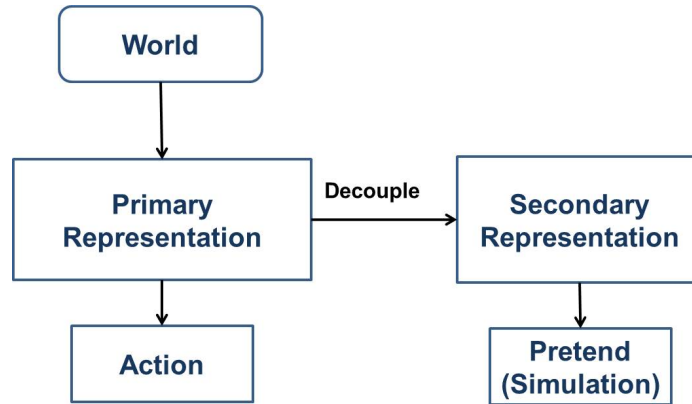 World
Decouple
Primary
Representation
Secondary
Representation
Action
Pretend
(Simulation)